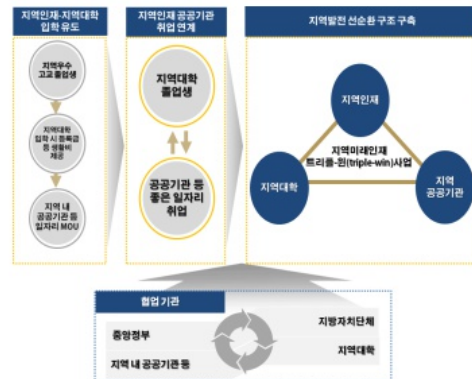 지역인재-지역대학
입학 유도
지역우수
고교 졸업생
지역대학
입학 시 등록금
등 생활비
제공
지역 내
공공기관 등
일자리 MOU
지역인재 공공기관
취업 연계
지역대학
졸업생
공공기관 등
좋은 일자리
취업
지역발전 선순환 구조 구축
지역인재
지역미래인재
트리플-윈(triple-win)사업
지역대학
지역
공공기관
협업 기관
중앙정부
지방자치단체
지역 내 공공기관 등
지역대학